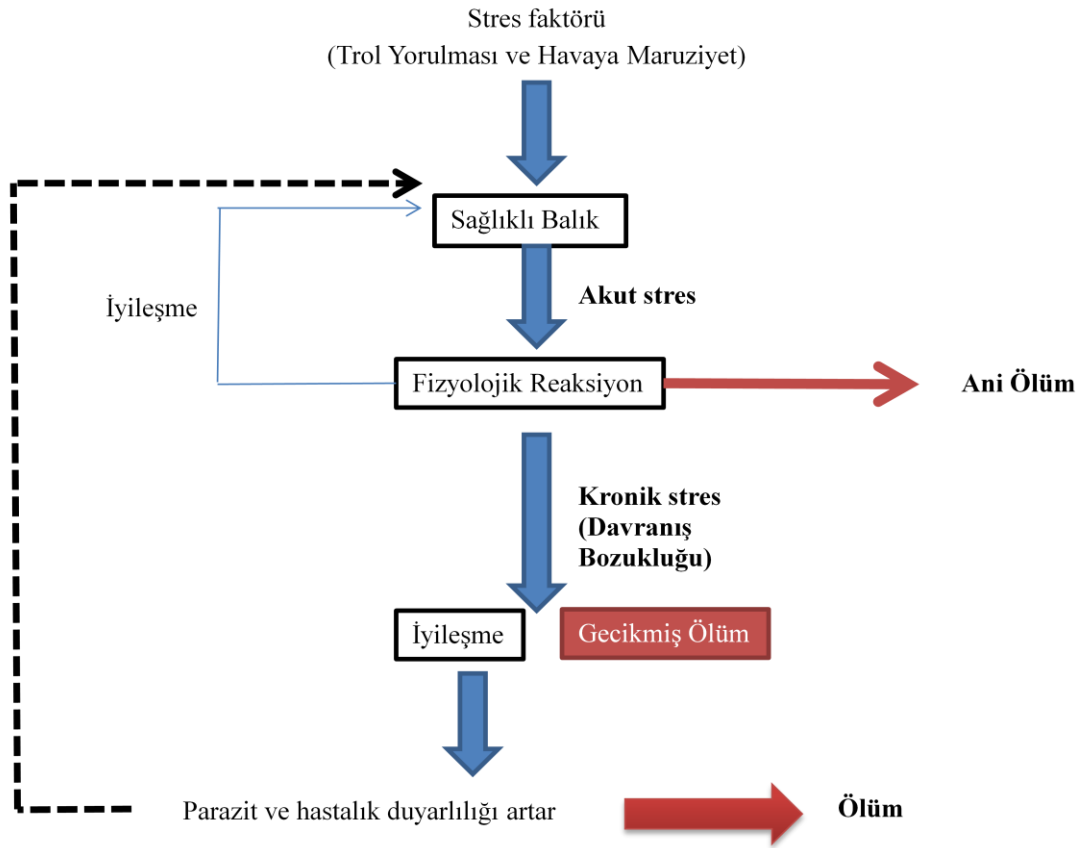 Stres faktörü
(Trol Yorulması ve Havaya Maruziyet)
Sağlıklı Balık
Akut stres
İyileşme
Fizyolojik Reaksiyon
Ani Ölüm
Kronik stres
(Davranış
Bozukluğu)
İyileşme
Gecikmiş Ölüm
Parazit ve hastalık duyarlılığı artar
Ölüm